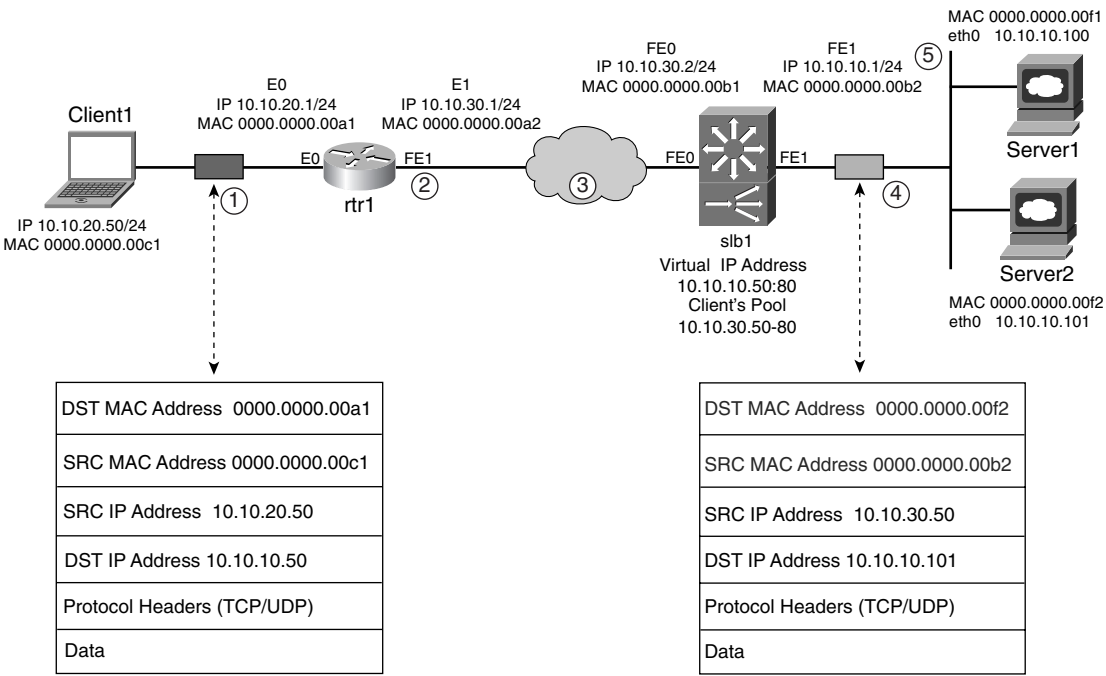 MAC 0000.0000.00f1
eth0 10.10.10.100
5
FE0
IP 10.10.30.2/24
MAC 0000.0000.00b1
FE1
IP 10.10.10.1/24
MAC 0000.0000.00b2
E0
IP 10.10.20.1/24
MAC 0000.0000.00a1
E1
IP 10.10.30.1/24
MAC 0000.0000.00a2
Client1
E0
FE1
FE0
FE1
Server1
1
2
3
4
rtr1
IP 10.10.20.50/24
MAC 0000.0000.00c1
slb1
Virtual IP Address
10.10.10.50:80
Client's Pool
10.10.30.50-80
Server2
MAC 0000.0000.00f2
eth0 10.10.10.101
DST MAC Address 0000.0000.00a1
SRC MAC Address 0000.0000.00c1
SRC IP Address 10.10.20.50
DST IP Address 10.10.10.50
Protocol Headers (TCP/UDP)
Data
DST MAC Address 0000.0000.00f2
SRC MAC Address 0000.0000.00b2
SRC IP Address 10.10.30.50
DST IP Address 10.10.10.101
Protocol Headers (TCP/UDP)
Data